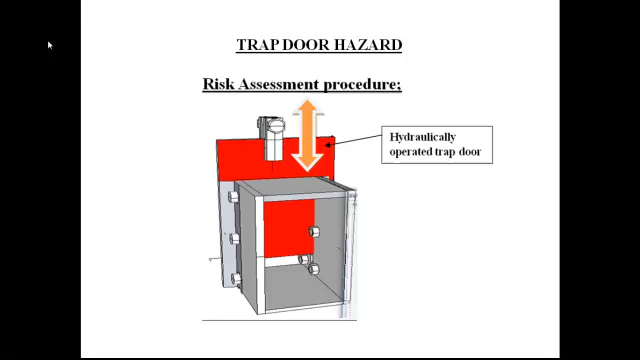 TRAP DOOR HAZARD
Risk Assessment procedure;
Hydraulically
operated trap door